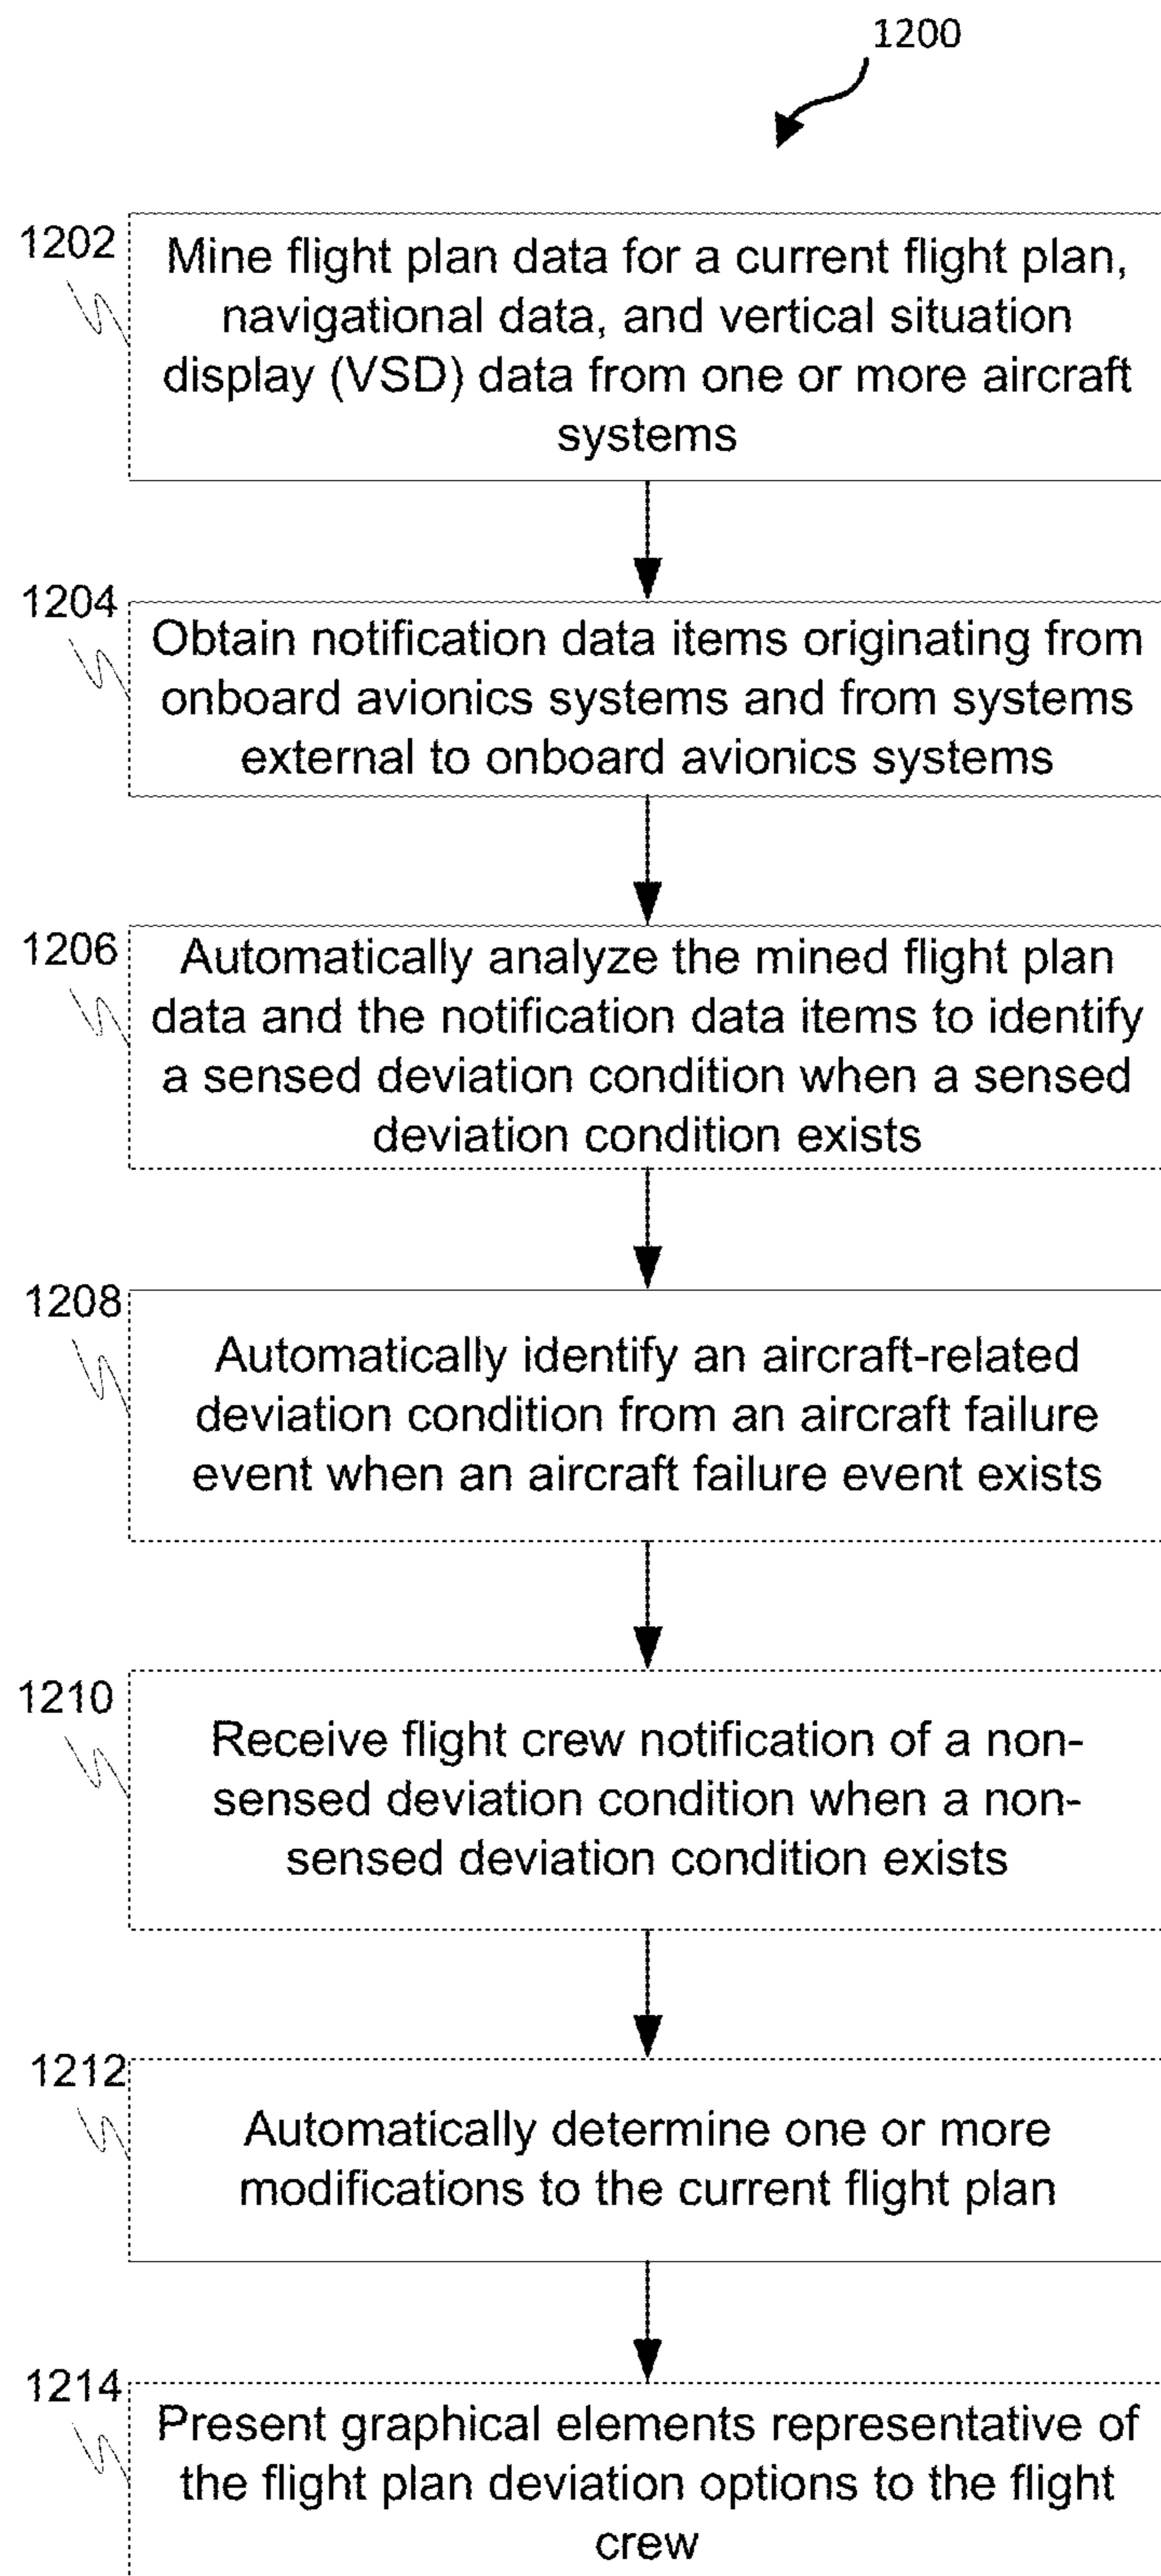 1200
1202
Mine flight plan data for a current flight plan,
navigational data, and vertical situation
display (VSD) data from one or more aircraft
systems
1204
Obtain notification data items originating from
onboard avionics systems and from systems
external to onboard avionics systems
1206
Automatically analyze the mined flight plan
data and the notification data items to identify
a sensed deviation condition when a sensed
deviation condition exists
1208
Automatically identify an aircraft-related
deviation condition from an aircraft failure
event when an aircraft failure event exists
1210
Receive flight crew notification of a non-
sensed deviation condition when a non-
sensed deviation condition exists
1212
Automatically determine one or more
modifications to the current flight plan
1214
Present graphical elements representative of
the flight plan deviation options to the flight
crew